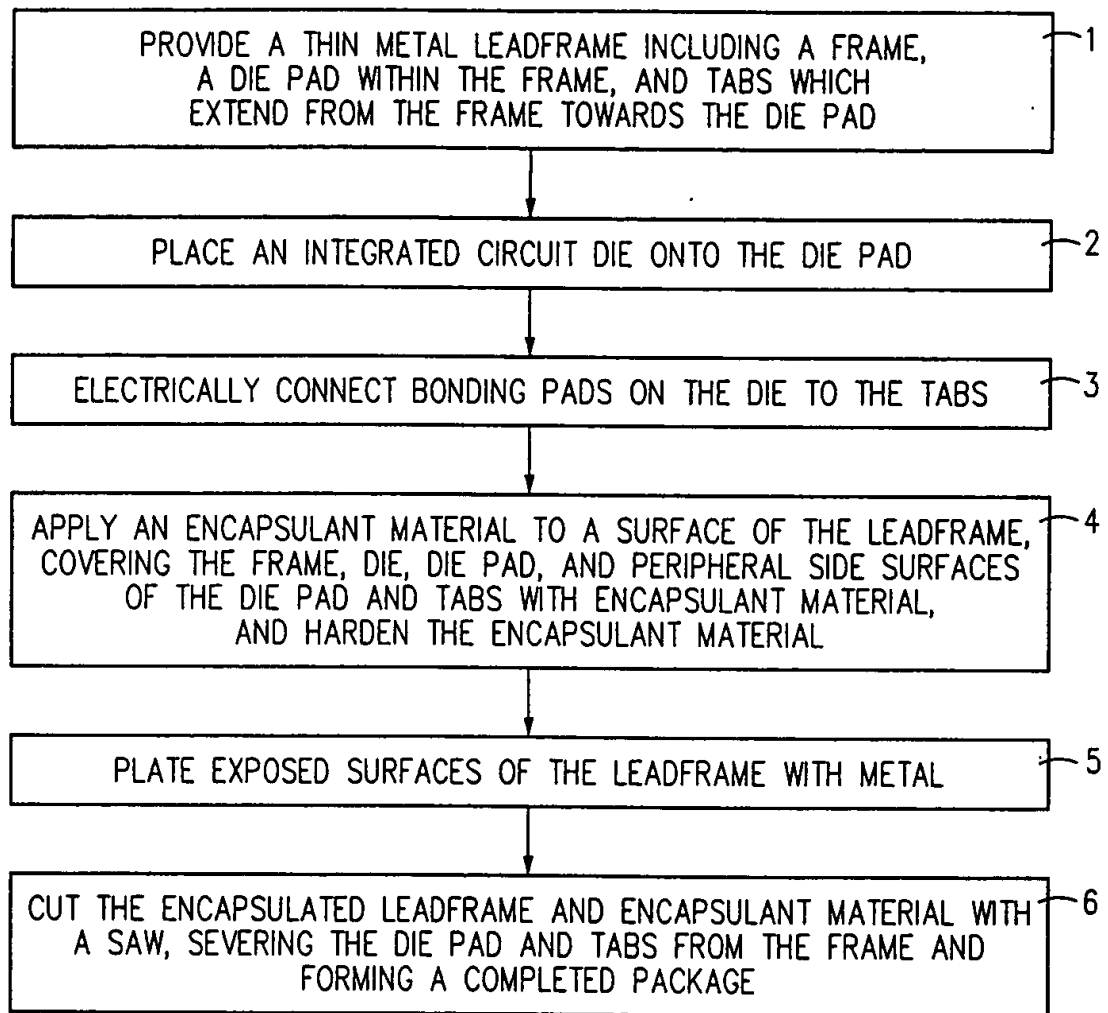 PROVIDE A THIN METAL LEADFRAME INCLUDING A FRAME,
A DIE PAD WITHIN THE FRAME, AND TABS WHICH
EXTEND FROM THE FRAME TOWARDS THE DIE PAD
1
PLACE AN INTEGRATED CIRCUIT DIE ONTO THE DIE PAD
2
ELECTRICALLY CONNECT BONDING PADS ON THE DIE TO THE TABS
3
APPLY AN ENCAPSULANT MATERIAL TO A SURFACE OF THE LEADFRAME,
COVERING THE FRAME, DIE, DIE PAD, AND PERIPHERAL SIDE SURFACES
OF THE DIE PAD AND TABS WITH ENCAPSULANT MATERIAL,
AND HARDEN THE ENCAPSULANT MATERIAL
4
PLATE EXPOSED SURFACES OF THE LEADFRAME WITH METAL
5
CUT THE ENCAPSULATED LEADFRAME AND ENCAPSULANT MATERIAL WITH
A SAW, SEVERING THE DIE PAD AND TABS FROM THE FRAME AND
FORMING A COMPLETED PACKAGE
6